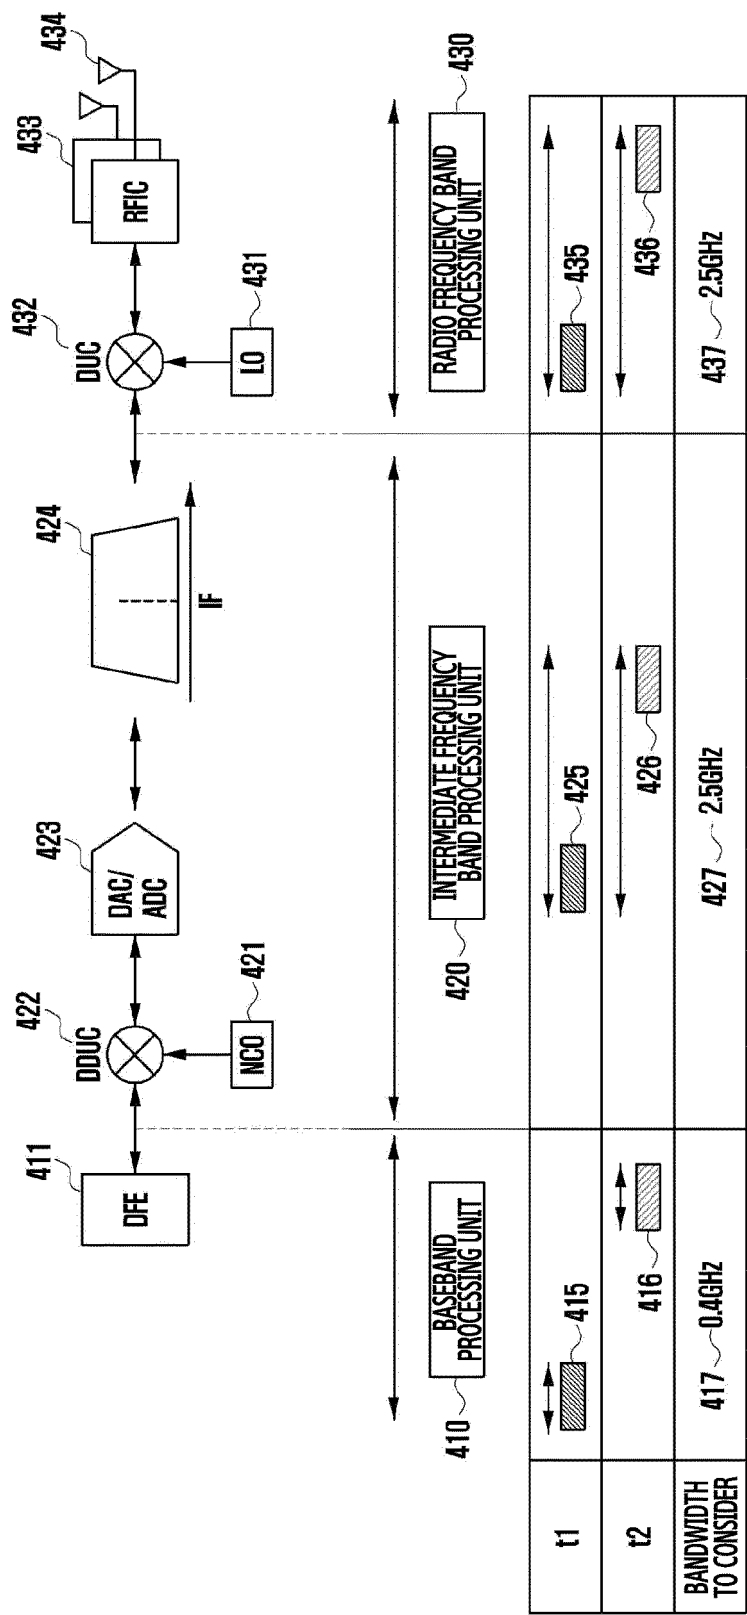 411
DFE
422
DDUC
NCO
421
423
DAC/
ADC
424
IF
432
DUC
LO
431
433
RFIC
434
BASEBAND
PROCESSING UNIT
410
INTERMEDIATE FREQUENCY
BAND PROCESSING UNIT
420
RADIO FREQUENCY BAND
PROCESSING UNIT
430
t1
415
425
435
t2
416
426
436
BANDWIDTH
TO CONSIDER
417 0.4GHz
427 2.5GHz
437 2.5GHz